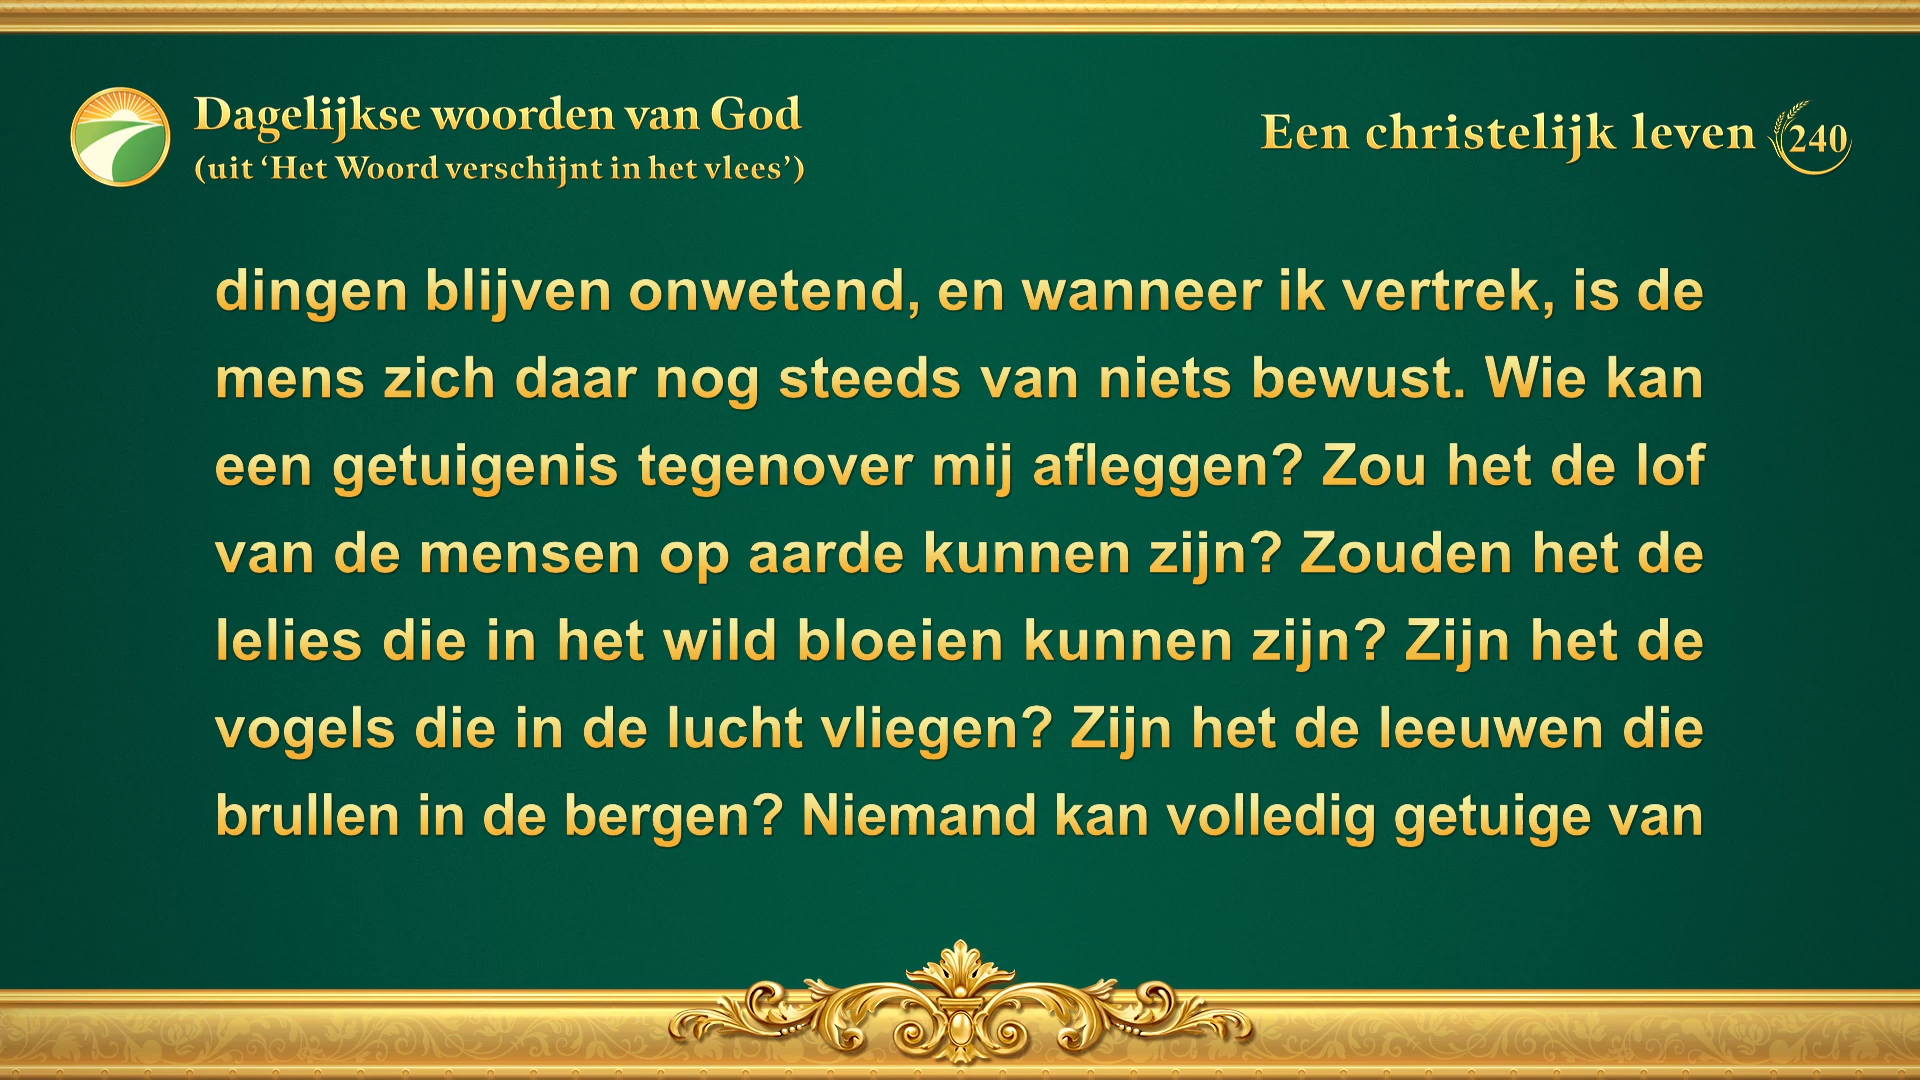 Dagelijkse woorden van God
(uit ‘Het Woord verschijnt in het vlees’)
Een christelijk leven 240
dingen blijven onwetend, en wanneer ik vertrek, is de
mens zich daar nog steeds van niets bewust. Wie kan
een getuigenis tegenover mij afleggen? Zou het de lof
van de mensen op aarde kunnen zijn? Zouden het de
lelies die in het wild bloeien kunnen zijn? Zijn het de
vogels die in de lucht vliegen? Zijn het de leeuwen die
brullen in de bergen? Niemand kan volledig getuige van